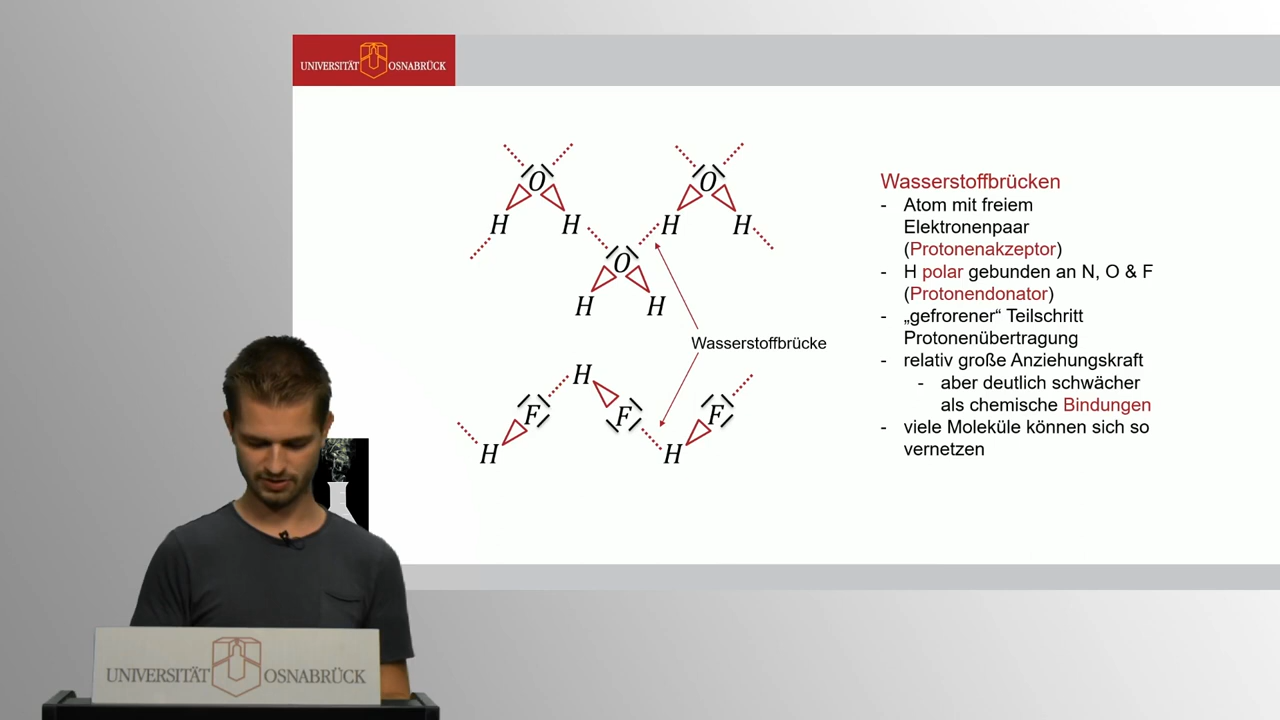 UNIVERSITÄT OSNABRÜCK
O O
H H H H
O
H H
Wasserstoffbrücke
H
F F F
H H
Wasserstoffbrücken
- Atom mit freiem
Elektronenpaar
(Protonenakzeptor)
- H polar gebunden an N, O & F
(Protonendonator)
- „gefrorener“ Teilschritt
Protonenübertragung
- relativ große Anziehungskraft
- aber deutlich schwächer
als chemische Bindungen
- viele Moleküle können sich so
vernetzen
UNIVERSITÄT OSNABRÜCK